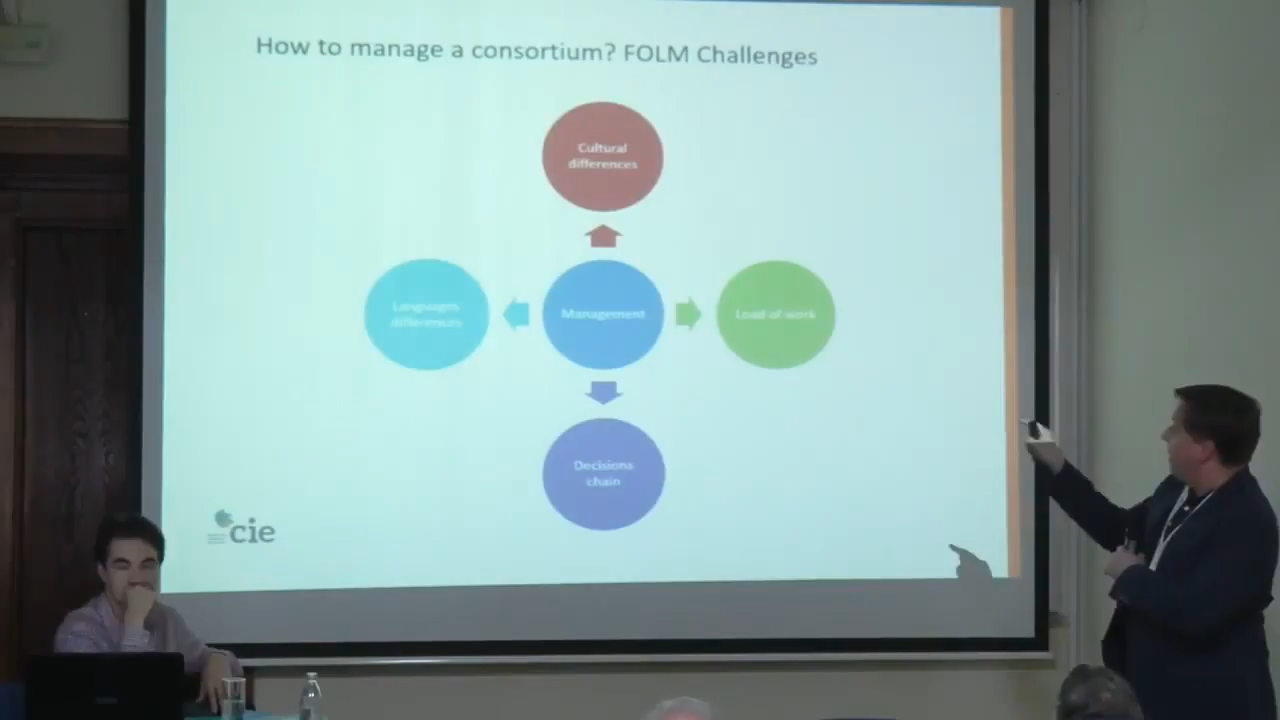 How to manage a consortium? FOLM Challenges
Cultural
differences
Languages
differences
Management
Load of work
Decisions
chain
cie